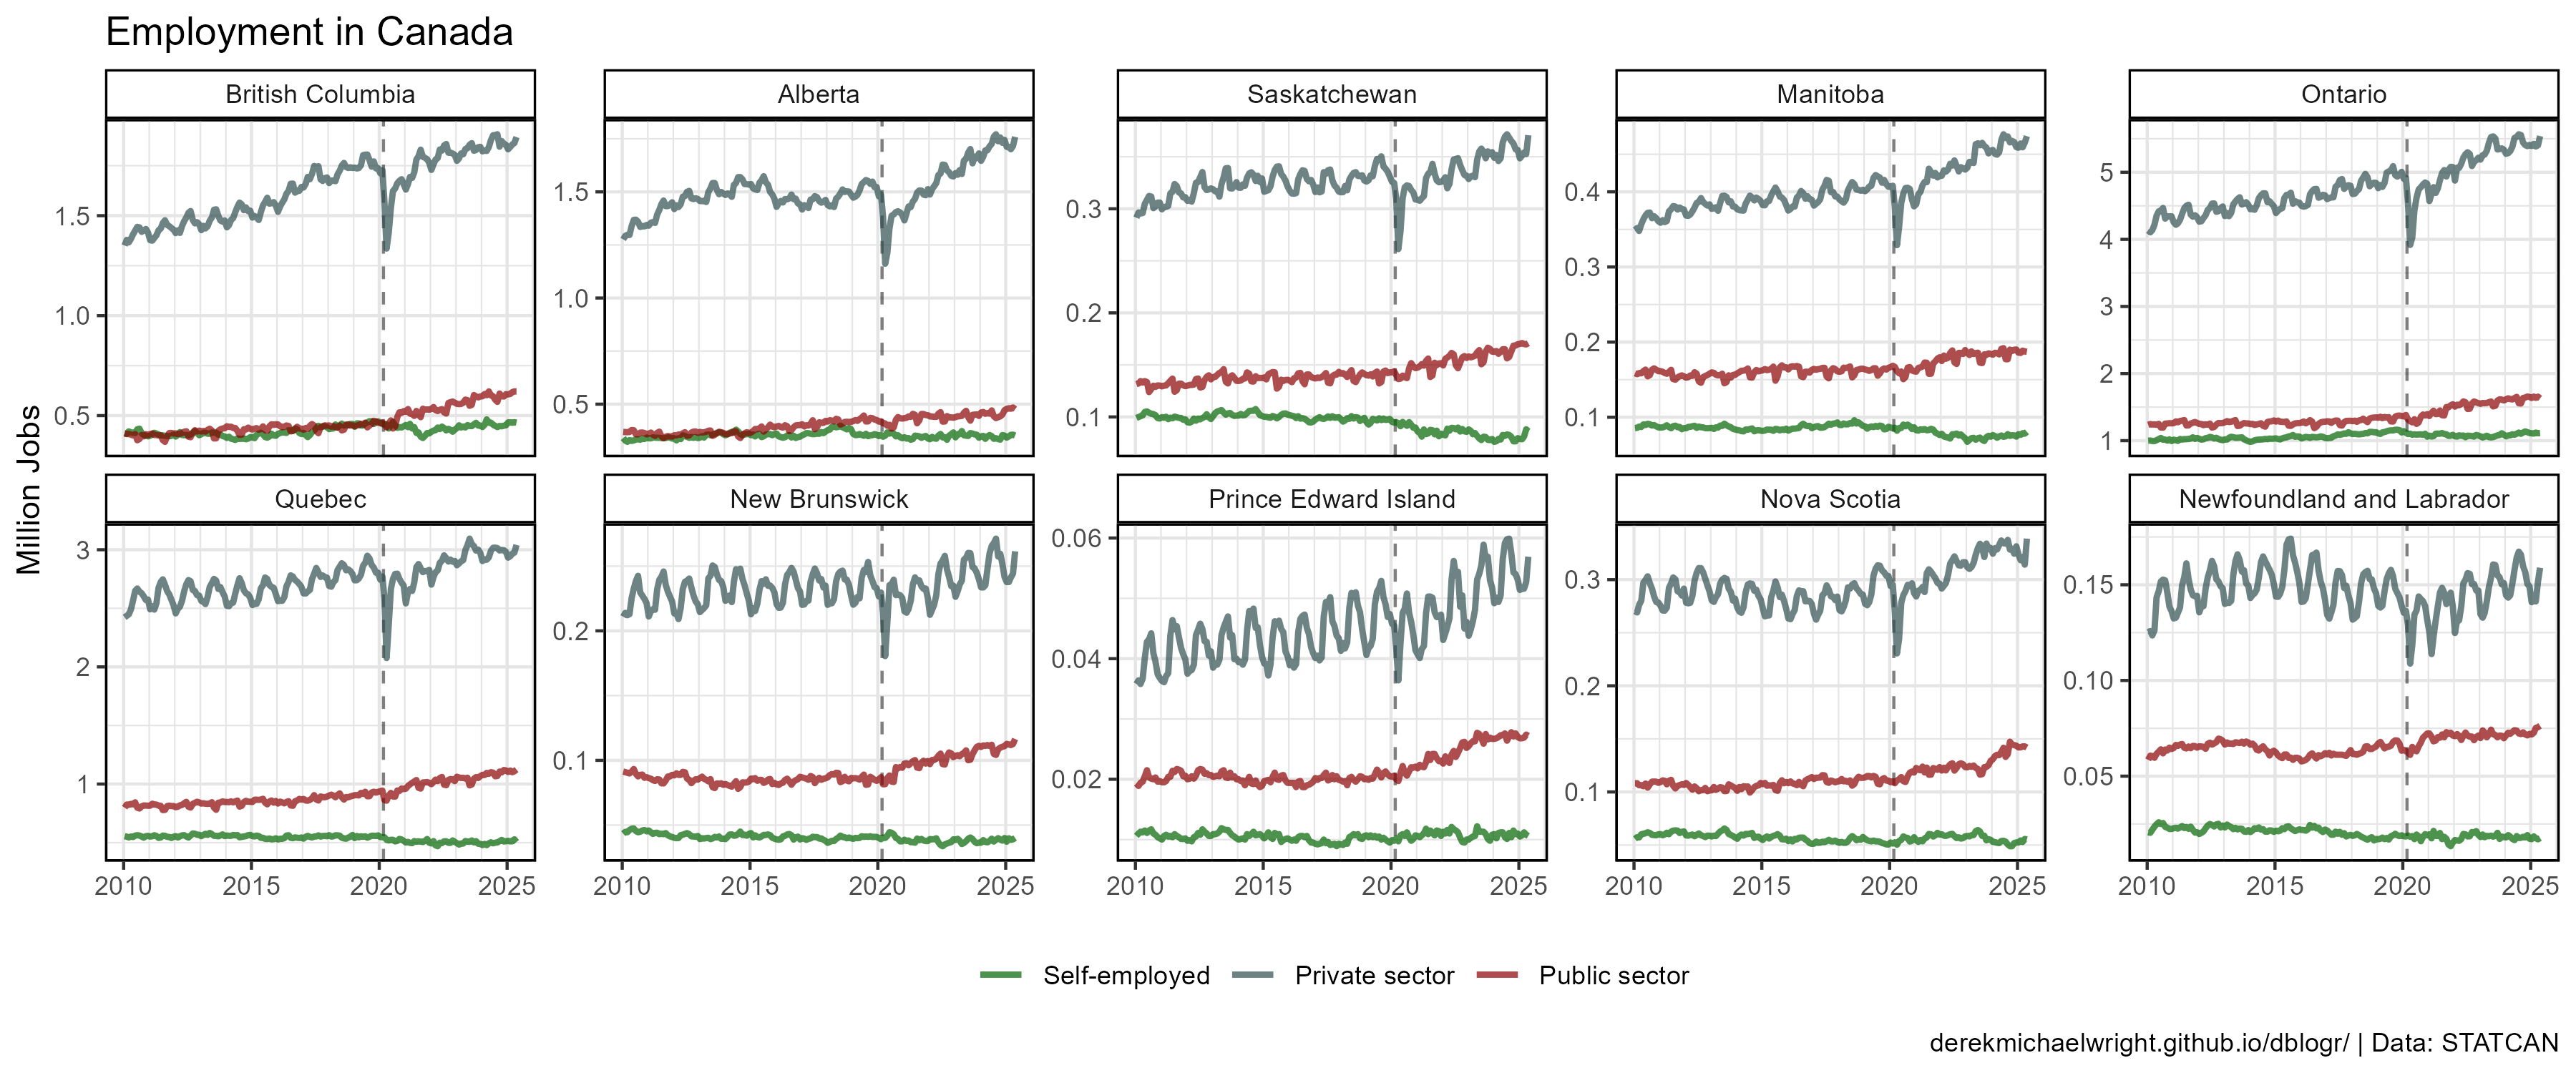 Employment in Canada
British Columbia
Alberta
Saskatchewan
Manitoba
Ontario
1.5
1.0
0.5
1.5
1.0
0.5
0.3
0.2
0.1
0.4
0.3
0.2
0.1
5
4
3
2
1
Million Jobs
Quebec
New Brunswick
Prince Edward Island
Nova Scotia
Newfoundland and Labrador
3
2
1
0.2
0.1
0.06
0.04
0.02
0.3
0.2
0.1
0.15
0.10
0.05
2010 2015 2020 2025
2010 2015 2020 2025
2010 2015 2020 2025
2010 2015 2020 2025
2010 2015 2020 2025
Self-employed Private sector Public sector
derekmichaelwright.github.io/dblogr/ | Data: STATCAN